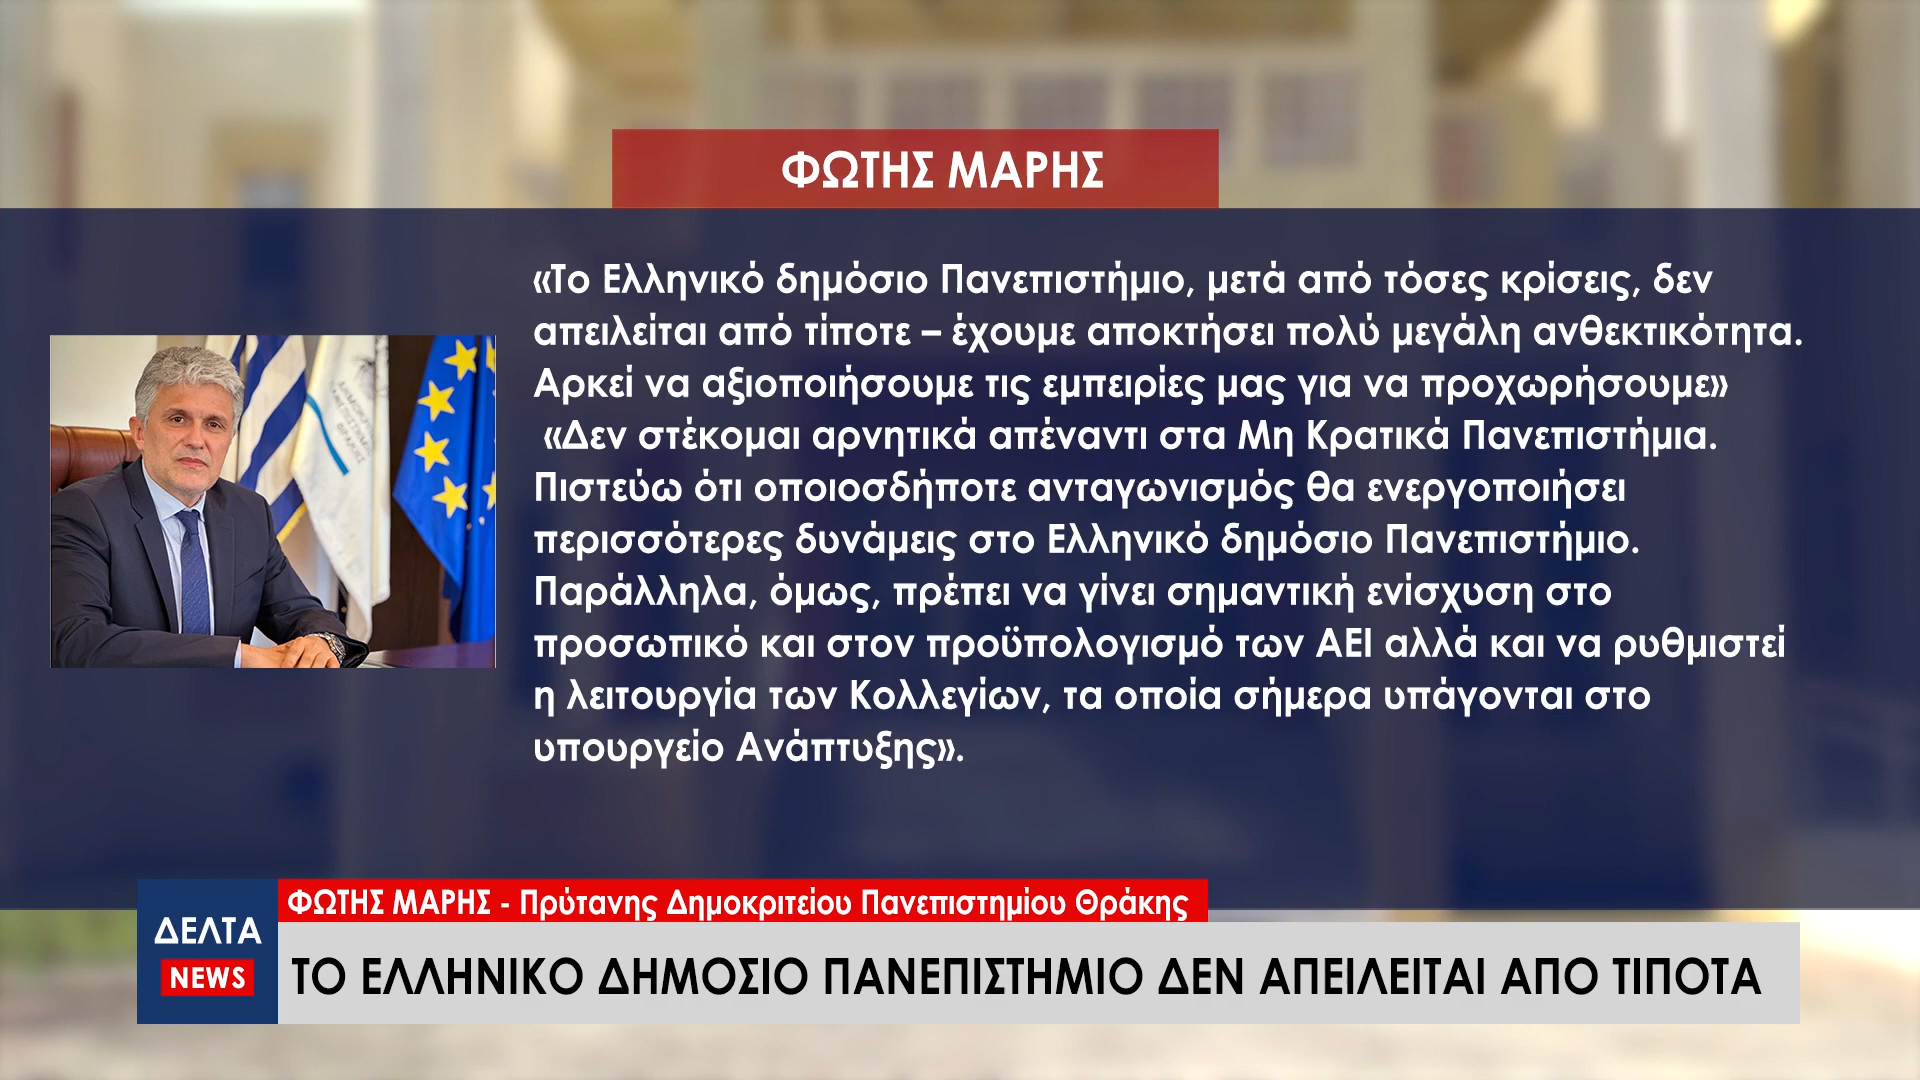 ΦΩΤΗΣ ΜΑΡΗΣ
«Το Ελληνικό δημόσιο Πανεπιστήμιο, μετά από τόσες κρίσεις, δεν
απειλείται από τίποτε – έχουμε αποκτήσει πολύ μεγάλη ανθεκτικότητα.
Αρκεί να αξιοποιήσουμε τις εμπειρίες μας για να προχωρήσουμε»
«Δεν στέκομαι αρνητικά απέναντι στα Μη Κρατικά Πανεπιστήμια.
Πιστεύω ότι οποιοσδήποτε ανταγωνισμός θα ενεργοποιήσει
περισσότερες δυνάμεις στο Ελληνικό δημόσιο Πανεπιστήμιο.
Παράλληλα, όμως, πρέπει να γίνει σημαντική ενίσχυση στο
προσωπικό και στον προϋπολογισμό των ΑΕΙ αλλά και να ρυθμιστεί
η λειτουργία των Κολλεγίων, τα οποία σήμερα υπάγονται στο
υπουργείο Ανάπτυξης».
ΦΩΤΗΣ ΜΑΡΗΣ - Πρύτανης Δημοκριτείου Πανεπιστημίου Θράκης
ΔΕΛΤΑ
NEWS
ΤΟ ΕΛΛΗΝΙΚΟ ΔΗΜΟΣΙΟ ΠΑΝΕΠΙΣΤΗΜΙΟ ΔΕΝ ΑΠΕΙΛΕΙΤΑΙ ΑΠΟ ΤΙΠΟΤΑ